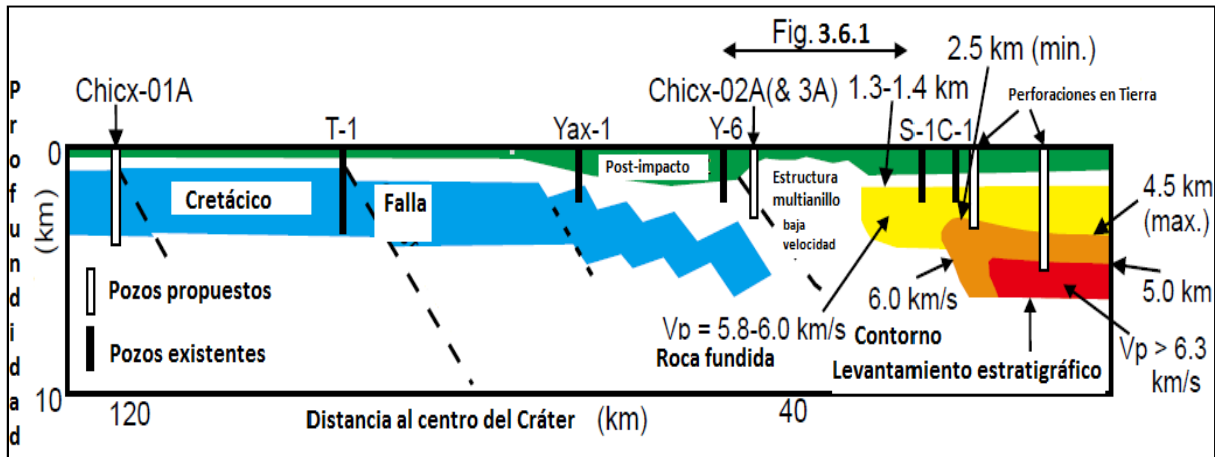 Fig. 3.6.1
2.5 km (min.)
Chicx-01A
Chicx-02A(& 3A)
1.3-1.4 km
Perforaciones en Tierra
T-1
Yax-1
Y-6
S-1
C-1
Profundidad
(km)
0
Post-impacto
Estructura
multianillo
baja
velocidad
Cretácico
Falla
4.5 km
(max.)
Pozos propuestos
Pozos existentes
Vp = 5.8-6.0 km/s
Roca fundida
6.0 km/s
Contorno
5.0 km
Levantamiento estratigráfico
Vp > 6.3
km/s
10
120
Distancia al centro del Cráter (km)
40